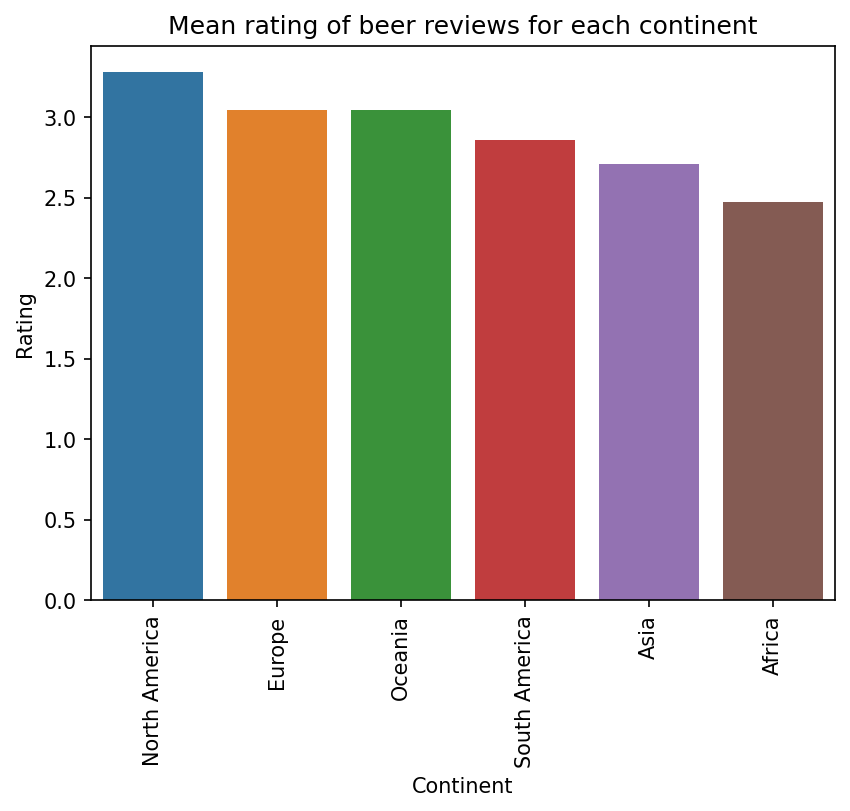 Mean rating of beer reviews for each continent
Rating
3.0
2.5
2.0
1.5
1.0
0.5
0.0
North America
Europe
Oceania
South America
Asia
Africa
Continent